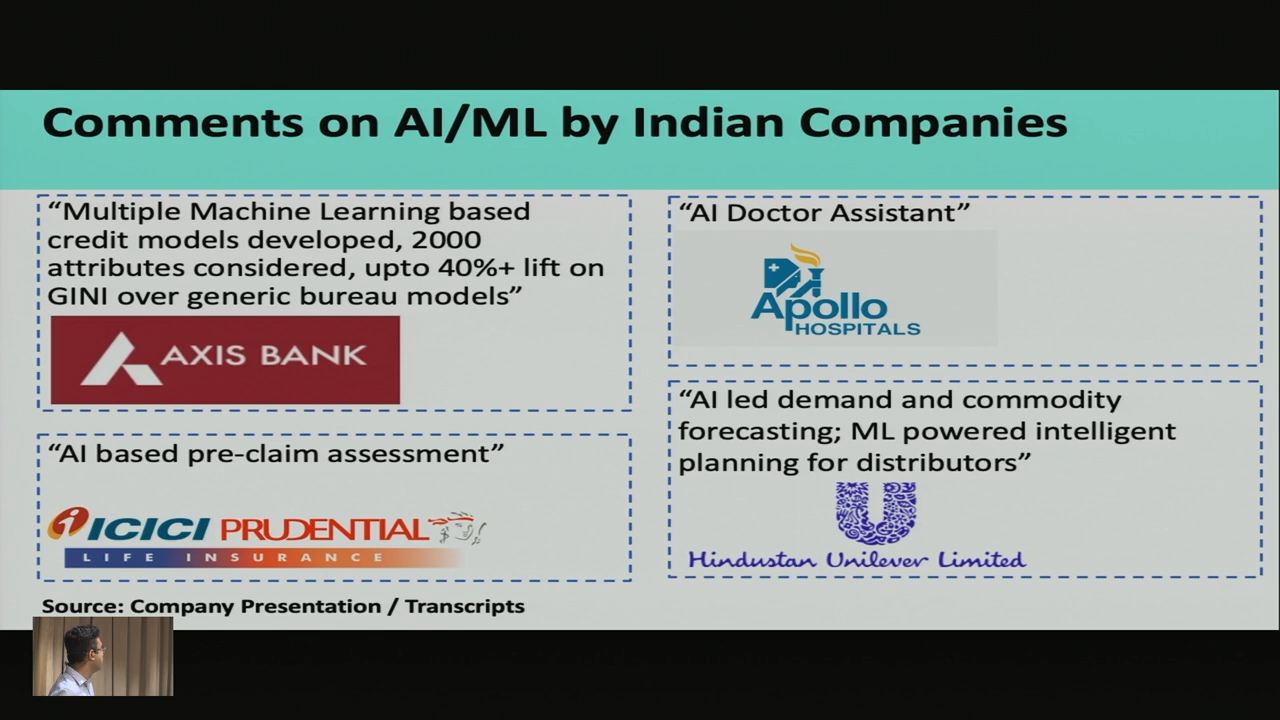 Comments on AI/ML by Indian Companies
“Multiple Machine Learning based
credit models developed, 2000
attributes considered, upto 40%+ lift on
GINI over generic bureau models”
AXIS BANK
“AI based pre-claim assessment”
ICICI PRUDENTIAL
LIFE INSURANCE
“AI Doctor Assistant”
Apollo
HOSPITALS
“AI led demand and commodity
forecasting; ML powered intelligent
planning for distributors”
Hindustan Unilever Limited
Source: Company Presentation / Transcripts